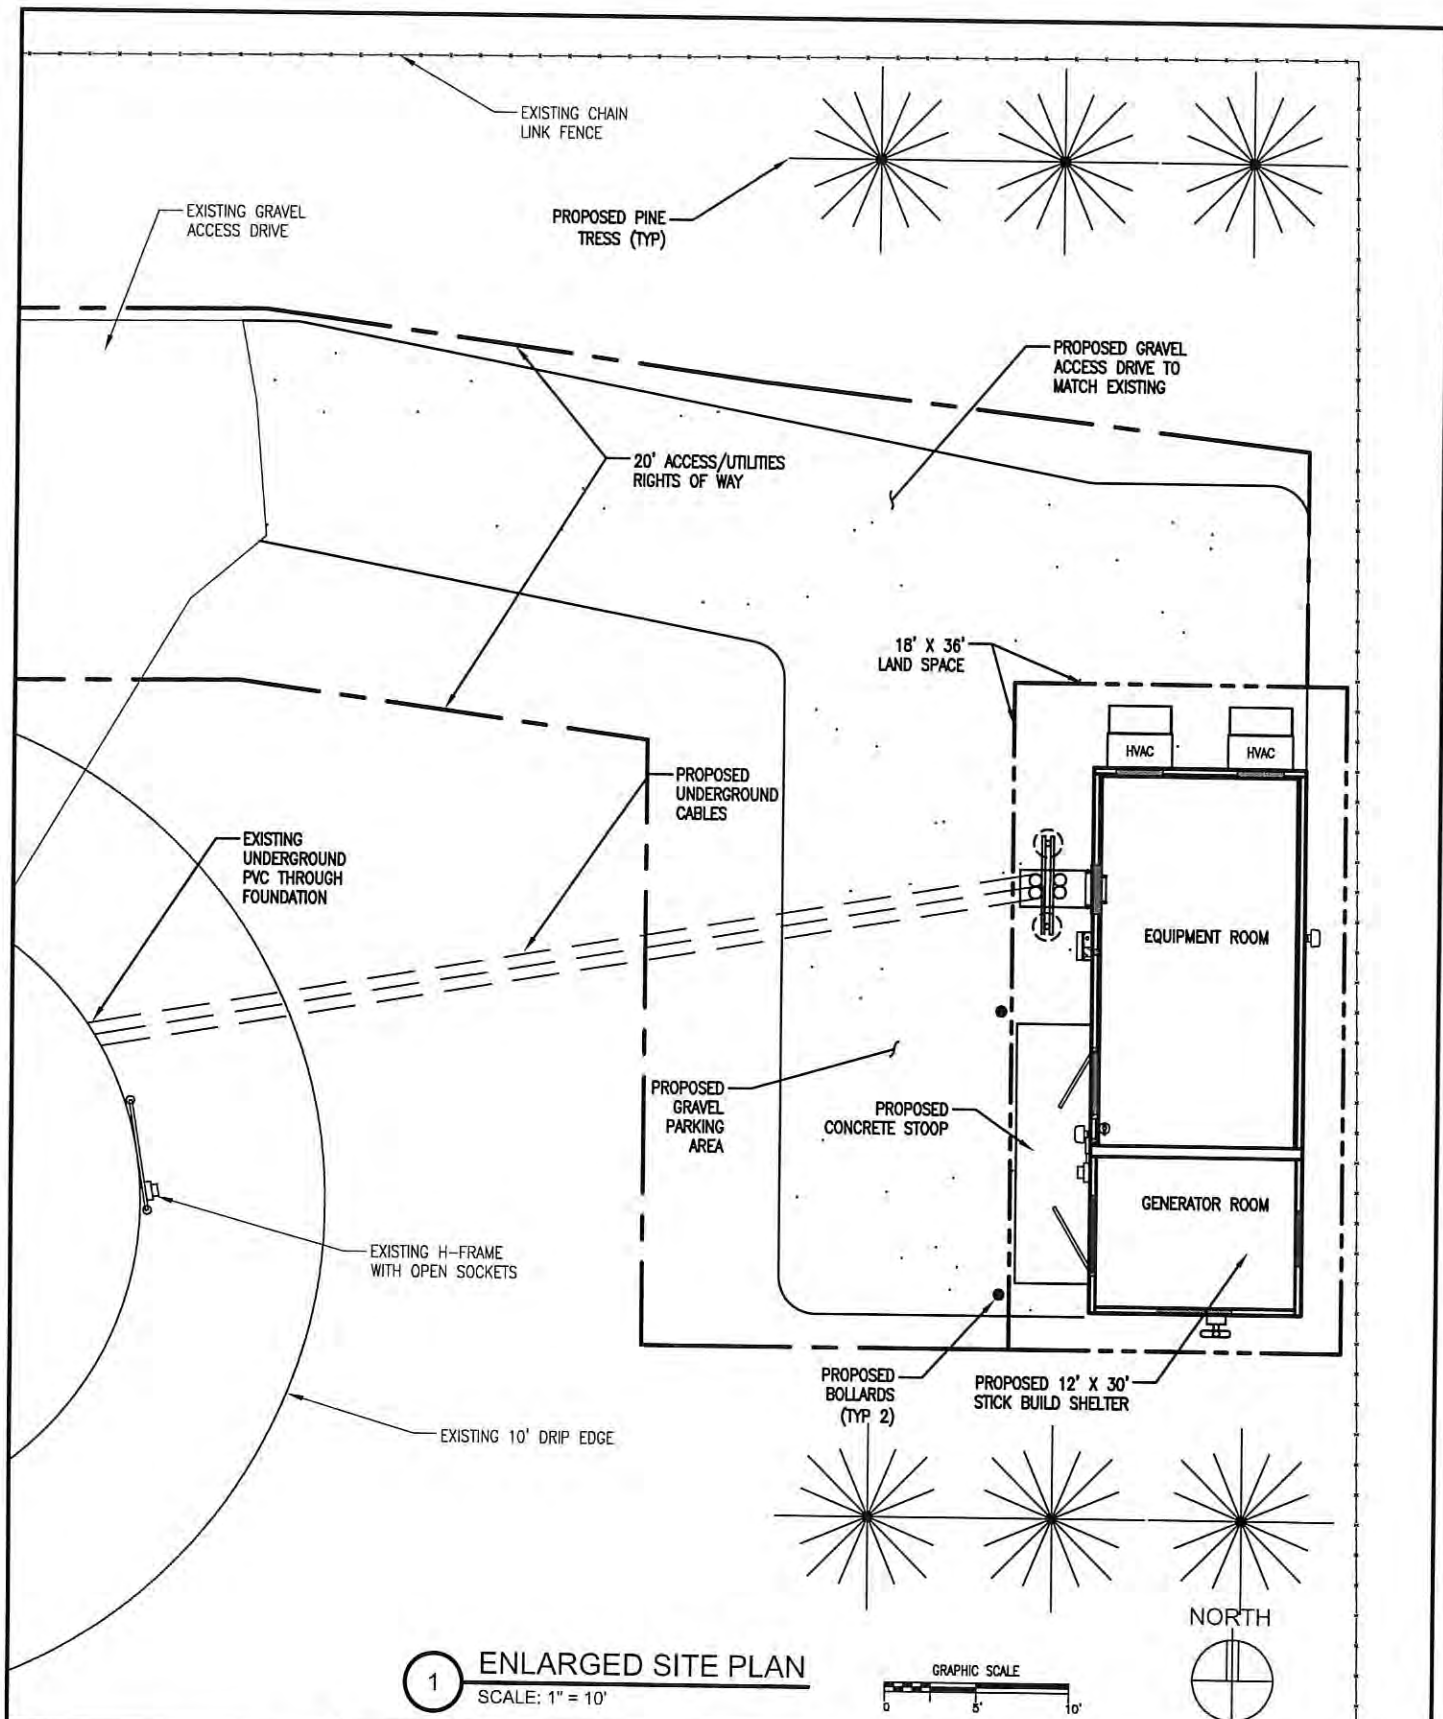 EXISTING CHAIN
LINK FENCE
EXISTING GRAVEL
ACCESS DRIVE
PROPOSED PINE
TRESS (TYP)
PROPOSED GRAVEL
ACCESS DRIVE TO
MATCH EXISTING
20' ACCESS/UTILITIES
RIGHTS OF WAY
18' X 36'
LAND SPACE
HVAC
HVAC
PROPOSED
UNDERGROUND
CABLES
EXISTING
UNDERGROUND
PVC THROUGH
FOUNDATION
EQUIPMENT ROOM
PROPOSED
GRAVEL
PARKING
AREA
PROPOSED
CONCRETE STOOP
GENERATOR ROOM
EXISTING H-FRAME
WITH OPEN SOCKETS
PROPOSED
BOLLARDS
(TYP 2)
PROPOSED 12' X 30'
STICK BUILD SHELTER
EXISTING 10' DRIP EDGE
NORTH
1
ENLARGED SITE PLAN
SCALE: 1" = 10'
GRAPHIC SCALE
0 5' 10'